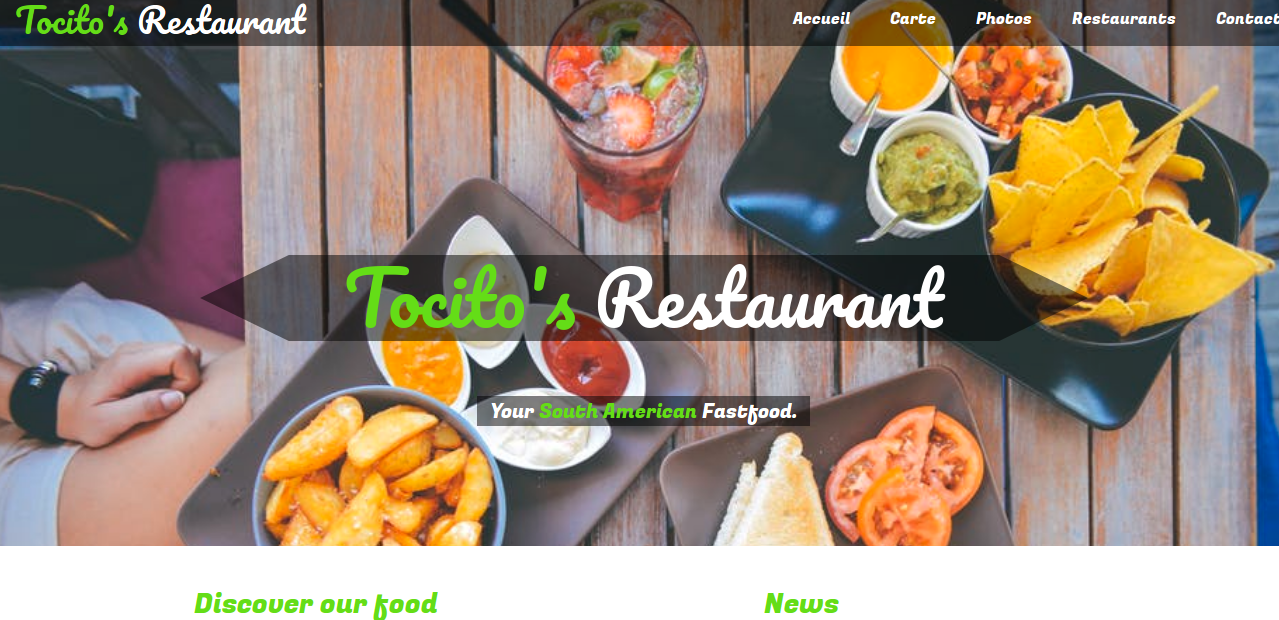 Tocito's Restaurant
Accueil Carte Photos Restaurants Contact
Tocito's Restaurant
Your South American Fastfood.
Discover our food
News